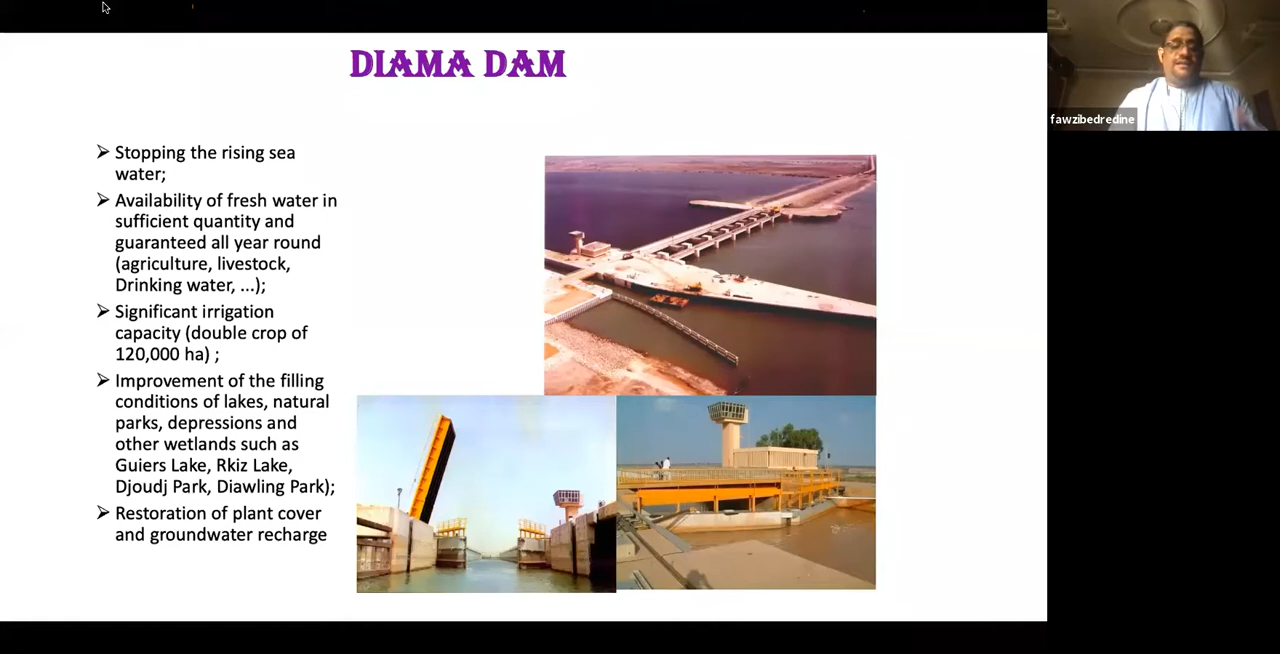 DIAMA DAM
➢ Stopping the rising sea
water;
➢ Availability of fresh water in
sufficient quantity and
guaranteed all year round
(agriculture, livestock,
Drinking water, ...);
➢ Significant irrigation
capacity (double crop of
120,000 ha) ;
➢ Improvement of the filling
conditions of lakes, natural
parks, depressions and
other wetlands such as
Guiers Lake, Rkiz Lake,
Djoudj Park, Diawling Park);
➢ Restoration of plant cover
and groundwater recharge
fawzibedredine